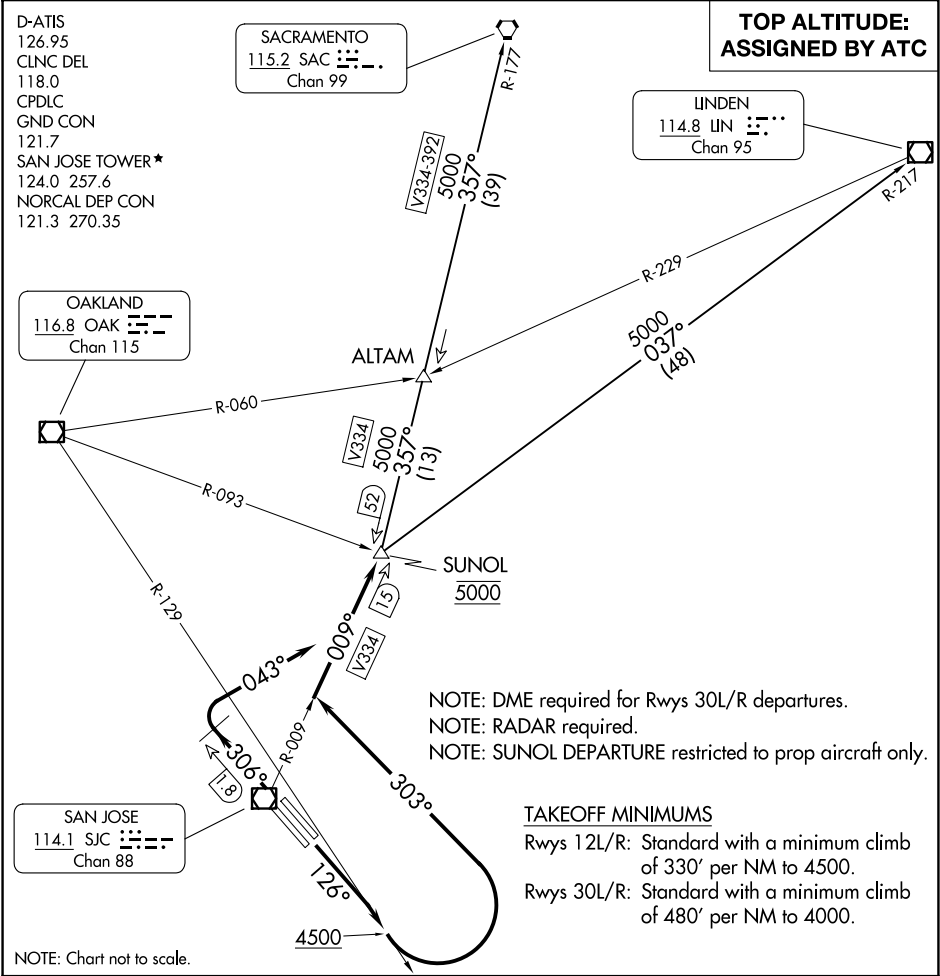 D-ATIS
126.95
CLNC DEL
118.0
CPDLC
GND CON
121.7
SAN JOSE TOWER★
124.0 257.6
NORCAL DEP CON
121.3 270.35
SACRAMENTO
115.2 SAC
Chan 99
TOP ALTITUDE:
ASSIGNED BY ATC
LINDEN
114.8 LIN
Chan 95
R-177
R-217
V334-392
5000
357°
(39)
R-229
5000
037°
(48)
OAKLAND
116.8 OAK
Chan 115
ALTAM
R-060
V334
5000
357°
(13)
R-093
52
SUNOL
5000
15
R-129
009°
V334
043°
R-009
306°
1.8
303°
SAN JOSE
114.1 SJC
Chan 88
126°
4500
NOTE: DME required for Rwys 30L/R departures.
NOTE: RADAR required.
NOTE: SUNOL DEPARTURE restricted to prop aircraft only.
TAKEOFF MINIMUMS
Rwys 12L/R: Standard with a minimum climb
of 330' per NM to 4500.
Rwys 30L/R: Standard with a minimum climb
of 480' per NM to 4000.
NOTE: Chart not to scale.